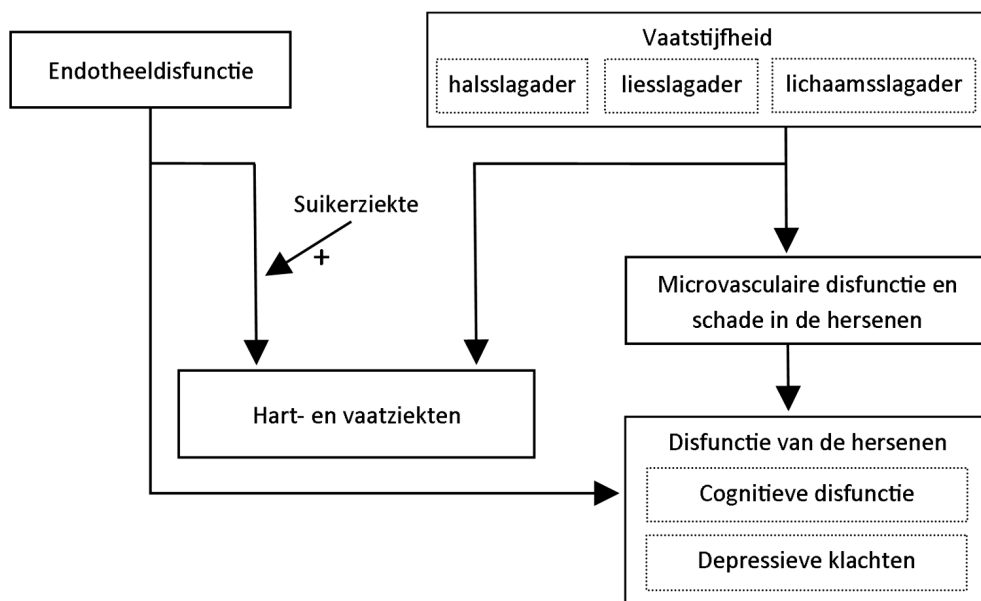 Endotheeldisfunctie
Vaatstijfheid
halsslagader
liesslagader
lichaamsslagader
Suikerziekte
+
Microvasculaire disfunctie en
schade in de hersenen
Hart- en vaatziekten
Disfunctie van de hersenen
Cognitieve disfunctie
Depressieve klachten